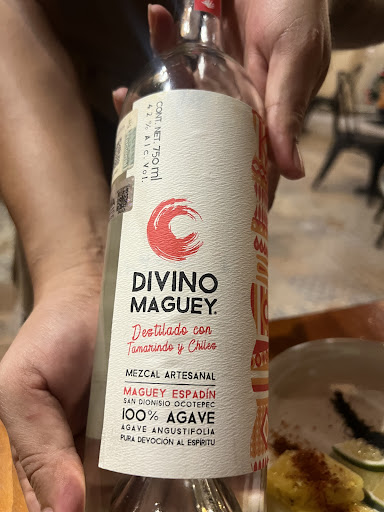 CONT. NET. 750 ml
42% Alc. Vol.
DIVINO
MAGUEY.
Destilado con
Tamarindo y Chiles
MEZCAL ARTESANAL
MAGUEY ESPADÍN
SAN DIONISIO OCOTEPEC
100% AGAVE
AGAVE ANGUSTIFOLIA
PURA DEVOCIÓN AL ESPÍRITU